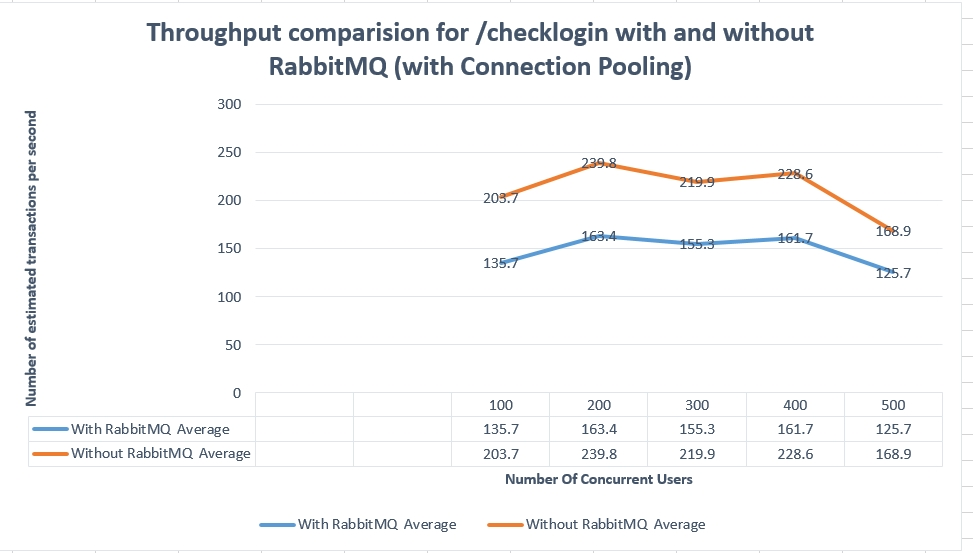 Throughput comparision for /checklogin with and without
RabbitMQ (with Connection Pooling)
Number of estimated transactions per second
300
250
200
150
100
50
0
203.7
239.8
219.9
228.6
168.9
135.7
163.4
155.3
161.7
125.7
100 200 300 400 500
With RabbitMQ Average 135.7 163.4 155.3 161.7 125.7
Without RabbitMQ Average 203.7 239.8 219.9 228.6 168.9
Number Of Concurrent Users
With RabbitMQ Average Without RabbitMQ Average